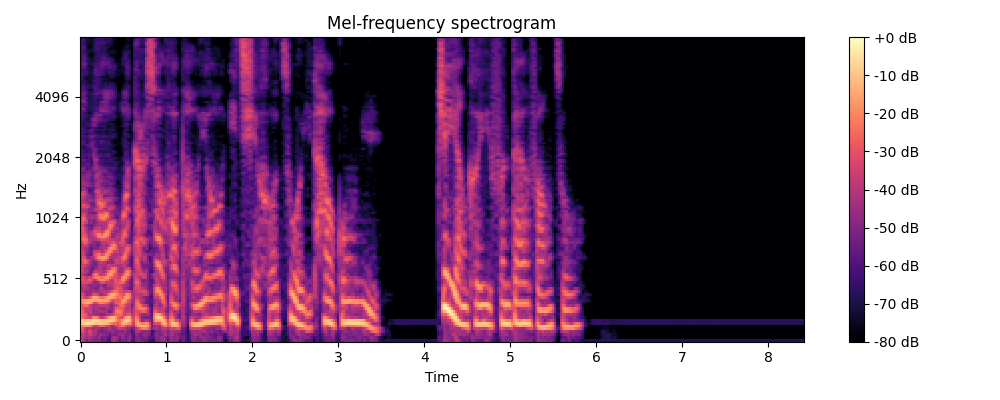 Mel-frequency spectrogram
Hz
4096
2048
1024
512
0
0 1 2 3 4 5 6 7 8
Time
+0 dB
-10 dB
-20 dB
-30 dB
-40 dB
-50 dB
-60 dB
-70 dB
-80 dB